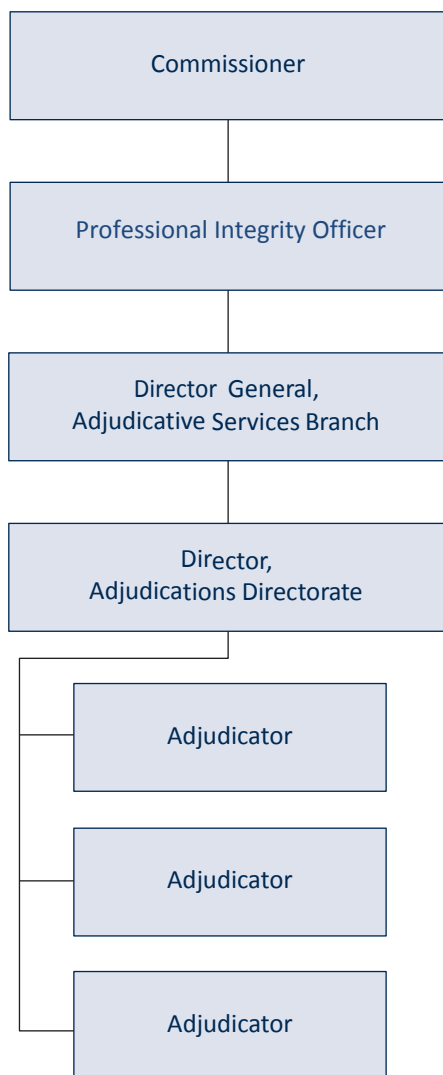 Commissioner
Professional Integrity Officer
Director General,
Adjudicative Services Branch
Director,
Adjudications Directorate
Adjudicator
Adjudicator
Adjudicator